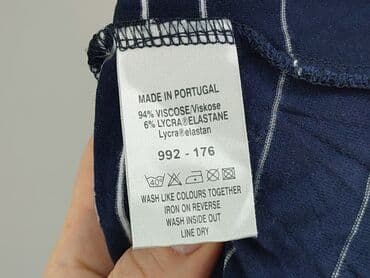 MADE IN PORTUGAL
94% VISCOSE/Viskose
6% LYCRA®ELASTANE
Lycra®elastan
992 - 176
40
WASH LIKE COLOURS TOGETHER
IRON ON REVERSE
WASH INSIDE OUT
LINE DRY